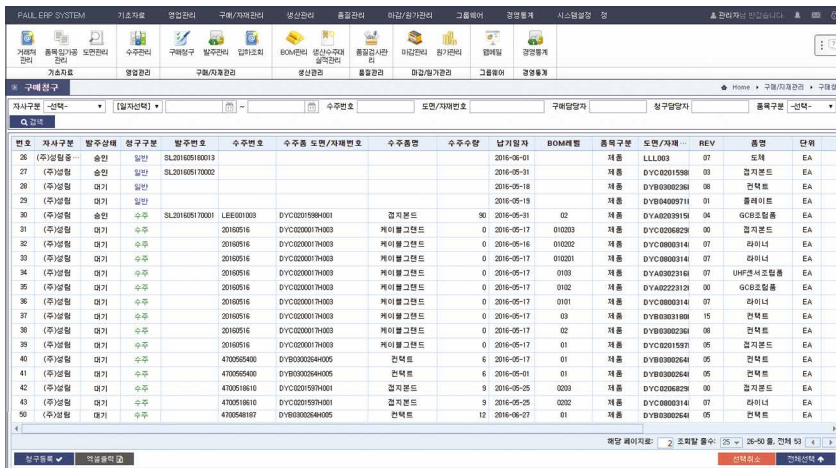 PAUL ERP SYSTEM 기초자료 영업관리 구매/자재관리 생산관리 품질관리 마감/원가관리 그룹웨어 경영통계 시스템설정 정 관리자님 반갑습니다.
거래처관리 품목임가공관리 도면관리 수주관리 구매청구 발주관리 입하조회 BOM관리 생산수주대실적관리 품질검사관리 마감관리 원가관리 웹메일 경영통계
기초자료 영업관리 구매/자재관리 생산관리 품질관리 마감/원가관리 그룹웨어 경영통계
구매청구 Home 구매/자재관리
자사구분 -선택- [일자선택] ~ 수주번호 도면/자재번호 구매담당자 청구담당자 품목구분 -선택-
검색
번호 자사구분 발주상태 청구구분 발주번호 수주번호 수주품 도면/자재번호 수주품명 수주수량 납기일자 BOM레벨 품목구분 도면/자재… REV 품명 단위
26 (주)성림중… 승인 일반 SL201605180013 2016-06-01 제품 LLL003 07 도체 EA
27 (주)성림 승인 일반 SL201605170002 2016-05-31 제품 DYC0201598 03 접지본드 EA
28 (주)성림 대기 일반 2016-05-18 제품 DYB0300236 08 컨택트 EA
29 (주)성림 대기 일반 2016-05-19 제품 DYB0400971 01 플레이트 EA
30 (주)성림 승인 수주 SL201605170001 LEE001003 DYC0201598H001 접지본드 90 2016-05-31 02 제품 DYA0203915 04 GCB조립품 EA
31 (주)성림 대기 수주 20160516 DYC0200017H003 케이블그랜드 0 2016-05-17 010203 제품 DYC0206829 00 접지본드 EA
32 (주)성림 대기 수주 20160516 DYC0200017H003 케이블그랜드 0 2016-05-16 010202 제품 DYC0800314 07 라이너 EA
33 (주)성림 대기 수주 20160516 DYC0200017H003 케이블그랜드 0 2016-05-17 010201 제품 DYC0800314 07 라이너 EA
34 (주)성림 대기 수주 20160516 DYC0200017H003 케이블그랜드 0 2016-05-17 0103 제품 DYA0302316 07 UHF센서조립품 EA
35 (주)성림 대기 수주 20160516 DYC0200017H003 케이블그랜드 0 2016-05-17 0102 제품 DYA0222312 00 GCB조립품 EA
36 (주)성림 대기 수주 20160516 DYC0200017H003 케이블그랜드 0 2016-05-17 0101 제품 DYC0800314 07 라이너 EA
37 (주)성림 대기 수주 20160516 DYC0200017H003 케이블그랜드 0 2016-05-17 03 제품 DYB0303180 15 컨택트 EA
38 (주)성림 대기 수주 20160516 DYC0200017H003 케이블그랜드 0 2016-05-17 02 제품 DYB0300236 08 컨택트 EA
39 (주)성림 대기 수주 20160516 DYC0200017H003 케이블그랜드 0 2016-05-17 01 제품 DYC0201597 05 접지본드 EA
40 (주)성림 대기 수주 4700565400 DYB0300264H005 컨택트 6 2016-05-17 01 제품 DYB0300264 05 컨택트 EA
41 (주)성림 대기 수주 4700565400 DYB0300264H005 컨택트 6 2016-05-01 01 제품 DYB0300264 05 컨택트 EA
42 (주)성림 대기 수주 4700518610 DYC0201597H001 접지본드 9 2016-05-25 0203 제품 DYC0206829 00 접지본드 EA
43 (주)성림 대기 수주 4700518610 DYC0201597H001 접지본드 9 2016-05-25 0202 제품 DYC0800314 07 라이너 EA
50 (주)성림 대기 수주 4700548187 DYB0300264H005 컨택트 12 2016-06-27 01 제품 DYB0300264 05 컨택트 EA
해당 페이지로: 2 조회할 줄수: 25 26-50 줄, 전체 53
청구등록 엑셀출력 선택취소 전체선택